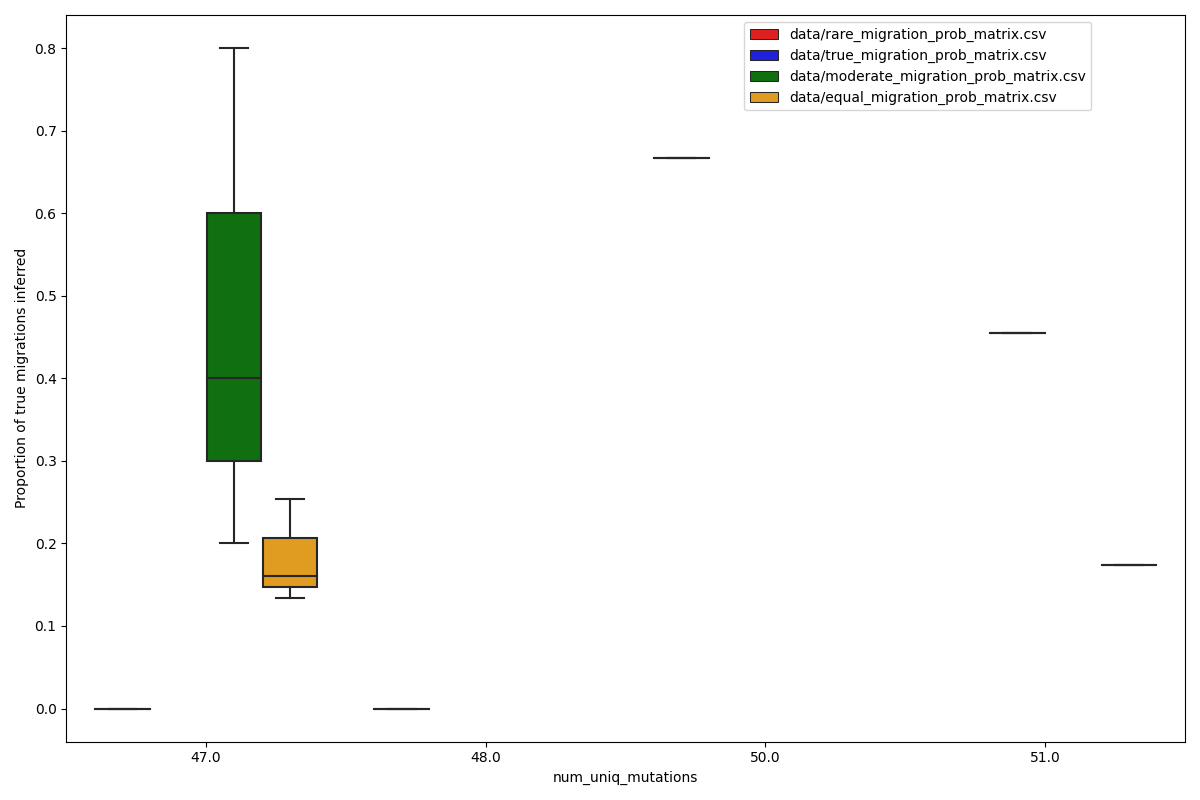 data/rare_migration_prob_matrix.csv
data/true_migration_prob_matrix.csv
data/moderate_migration_prob_matrix.csv
data/equal_migration_prob_matrix.csv
Proportion of true migrations inferred
0.8
0.7
0.6
0.5
0.4
0.3
0.2
0.1
0.0
47.0 48.0 50.0 51.0
num_uniq_mutations